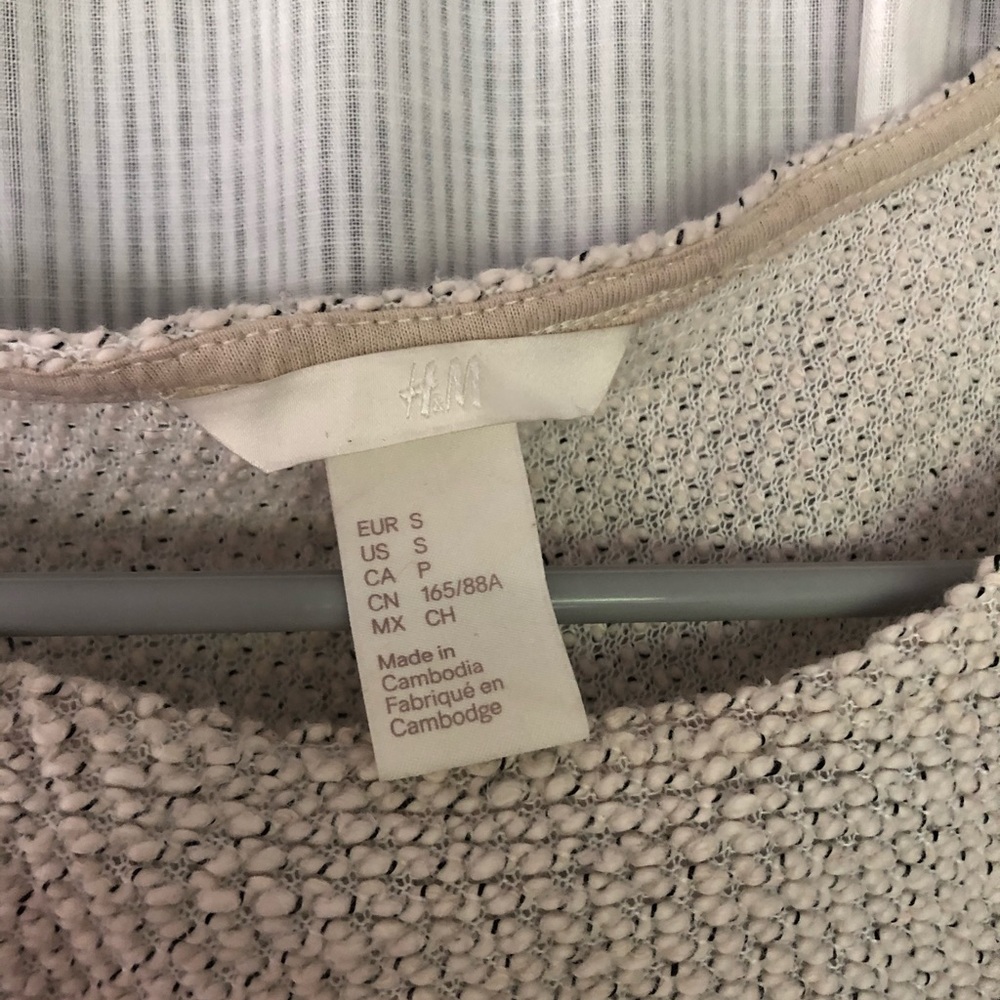 H&M
EUR S
US S
CA P
CN 165/88A
MX CH
Made in
Cambodia
Fabriqué en
Cambodge